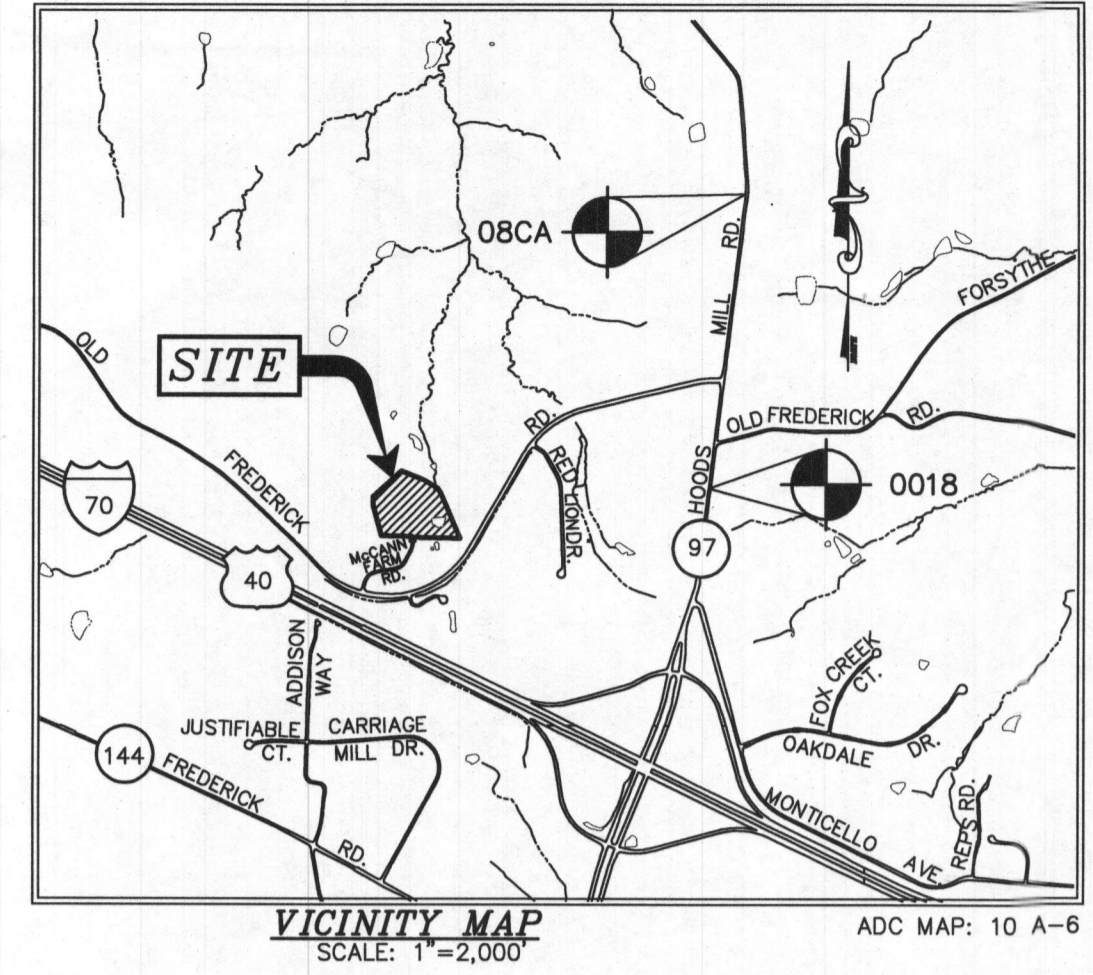 08CA
RD.
MILL
HOODS
FORSYTHE
OLD
SITE
RD.
OLD FREDERICK RD.
FREDERICK
RED LION DR.
0018
70
97
McCANN
FARM
RD.
40
ADDISON
WAY
FOX CREEK
CT.
JUSTIFIABLE
CT.
CARRIAGE
MILL DR.
OAKDALE DR.
144
FREDERICK RD.
MONTICELLO AVE.
REPS RD.
VICINITY MAP
SCALE: 1"=2,000'
ADC MAP: 10 A-6